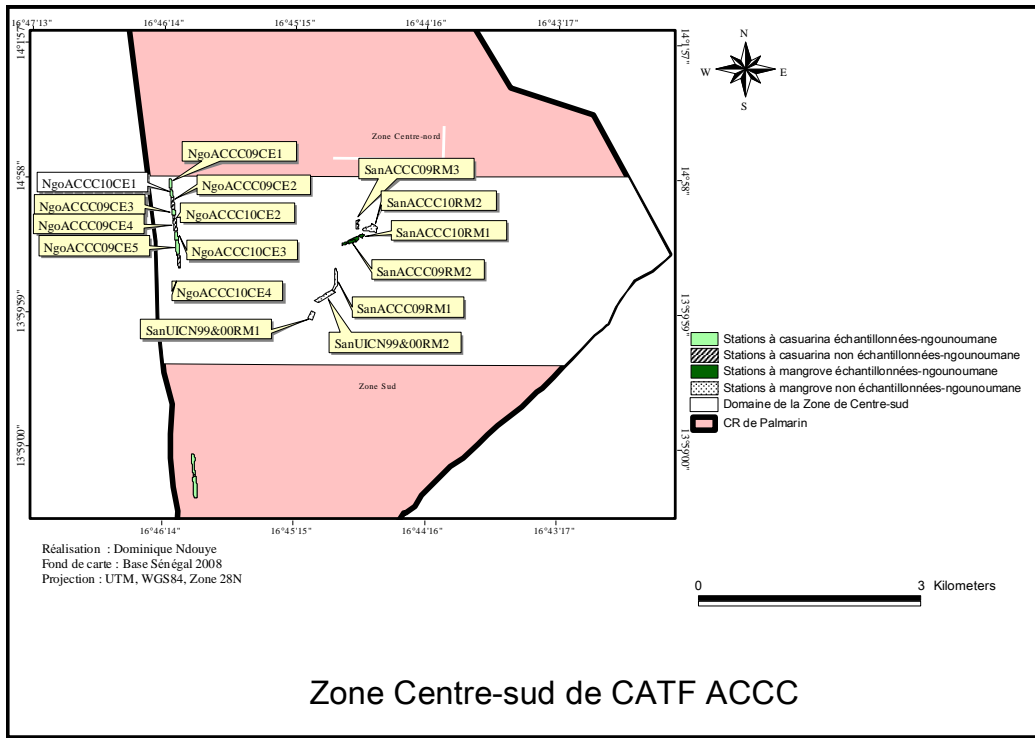 16°47'13" 16°46'14" 16°45'15" 16°44'16" 16°43'17"
14°1'57"
14°1'57"
N
W E
S
Zone Centre-nord
NgoACCC09CE1
SanACCC09RM3
14°58
14°58
NgoACCC10CE1
NgoACCC09CE2
SanACCC10RM2
NgoACCC09CE3
NgoACCC10CE2
NgoACCC09CE4
SanACCC10RM1
NgoACCC09CE5
NgoACCC10CE3
SanACCC09RM2
NgoACCC10CE4
SanACCC09RM1
13°59'59"
13°59'59"
SanUICN99&00RM1
SanUICN99&00RM2
Stations à casuarina échantillonnées-ngounoumane
Stations à casuarina non échantillonnées-ngounoumane
Stations à mangrove échantillonnées-ngounoumane
Stations à mangrove non échantillonnées-ngounoumane
Domaine de la Zone de Centre-sud
CR de Palmarin
Zone Sud
13°59'00"
13°59'00"
16°46'14" 16°45'15" 16°44'16" 16°43'17"
Réalisation : Dominique Ndouye
Fond de carte : Base Sénégal 2008
Projection : UTM, WGS84, Zone 28N
0 3 Kilometers
Zone Centre-sud de CATF ACCC